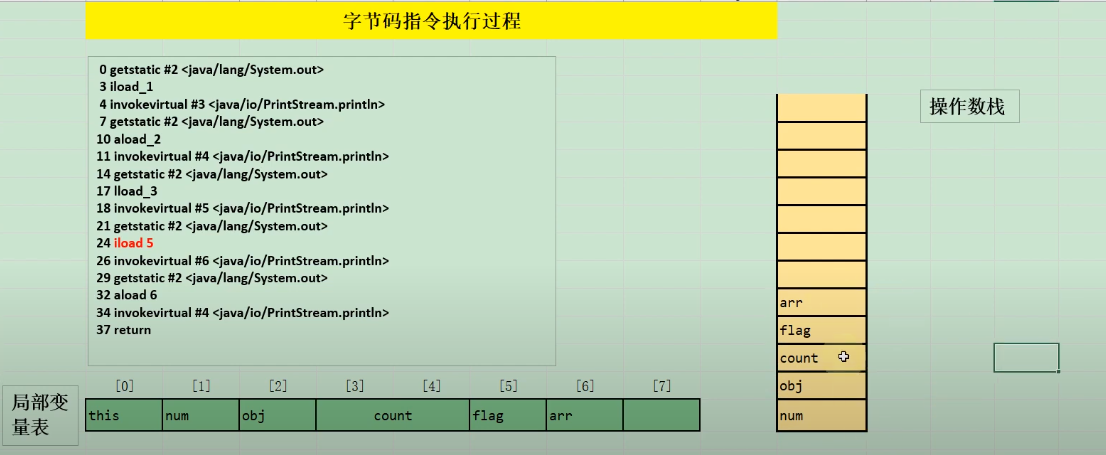 字节码指令执行过程
0 getstatic #2 <java/lang/System.out>
3 iload_1
4 invokevirtual #3 <java/io/PrintStream.println>
7 getstatic #2 <java/lang/System.out>
10 aload_2
11 invokevirtual #4 <java/io/PrintStream.println>
14 getstatic #2 <java/lang/System.out>
17 lload_3
18 invokevirtual #5 <java/io/PrintStream.println>
21 getstatic #2 <java/lang/System.out>
24 iload 5
26 invokevirtual #6 <java/io/PrintStream.println>
29 getstatic #2 <java/lang/System.out>
32 aload 6
34 invokevirtual #4 <java/io/PrintStream.println>
37 return
操作数栈
arr
flag
count
obj
num
局部变
量表
[0] [1] [2] [3] [4] [5] [6] [7]
this num obj count flag arr